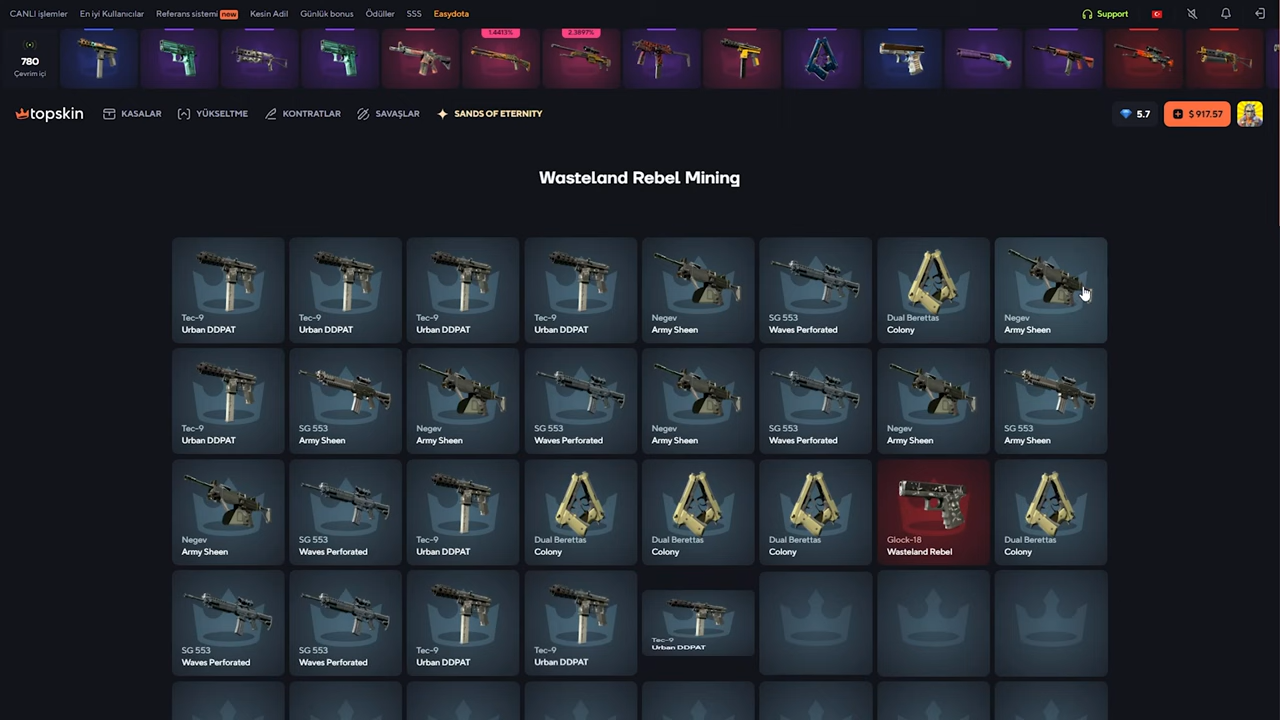 CANLI işlemler En iyi Kullanıcılar Referans sistemi new Kesin Adil Günlük bonus Ödüller SSS Easydota Support
1.4413% 2.3897%
780
Çevrim içi
topskin KASALAR YÜKSELTME KONTRATLAR SAVAŞLAR SANDS OF ETERNITY 5.7 $ 917.57
Wasteland Rebel Mining
Tec-9 Tec-9 Tec-9 Tec-9 Negev SG 553 Dual Berettas Negev
Urban DDPAT Urban DDPAT Urban DDPAT Urban DDPAT Army Sheen Waves Perforated Colony Army Sheen
Tec-9 SG 553 Negev SG 553 Negev SG 553 Negev SG 553
Urban DDPAT Army Sheen Army Sheen Waves Perforated Army Sheen Waves Perforated Army Sheen Army Sheen
Negev SG 553 Tec-9 Dual Berettas Dual Berettas Dual Berettas Glock-18 Dual Berettas
Army Sheen Waves Perforated Urban DDPAT Colony Colony Colony Wasteland Rebel Colony
SG 553 SG 553 Tec-9 Tec-9 Tec-9
Waves Perforated Waves Perforated Urban DDPAT Urban DDPAT Urban DDPAT